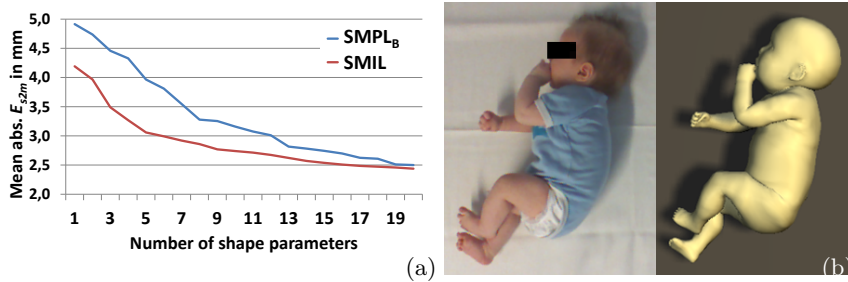 5,0
4,5
4,0
3,5
3,0
2,5
2,0
Mean abs. E_s2m in mm
SMPL_B
SMIL
1 3 5 7 9 11 13 15 17 19
Number of shape parameters
(a)
(b)